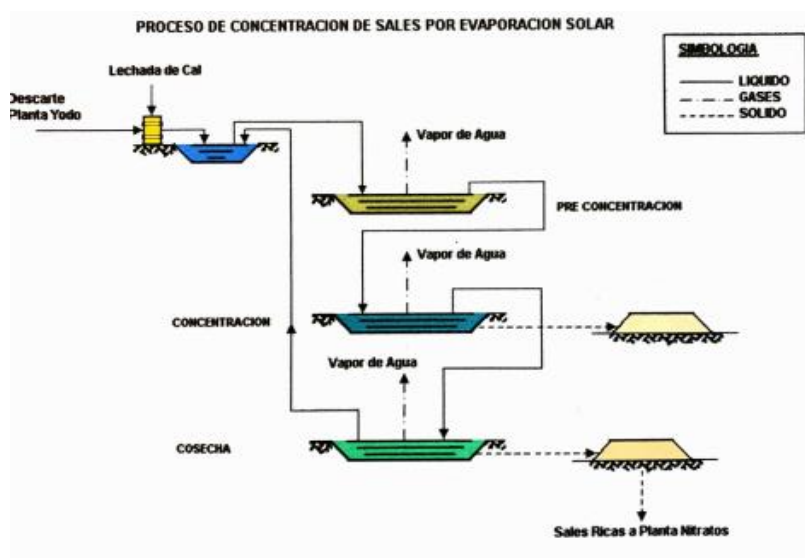 PROCESO DE CONCENTRACION DE SALES POR EVAPORACION SOLAR
SIMBOLOGIA
LIQUIDO
GASES
SOLIDO
Lechada de Cal
Descarte
Planta Yodo
Vapor de Agua
PRE CONCENTRACION
Vapor de Agua
CONCENTRACION
Vapor de Agua
COSECHA
Sales Ricas a Planta Nitratos